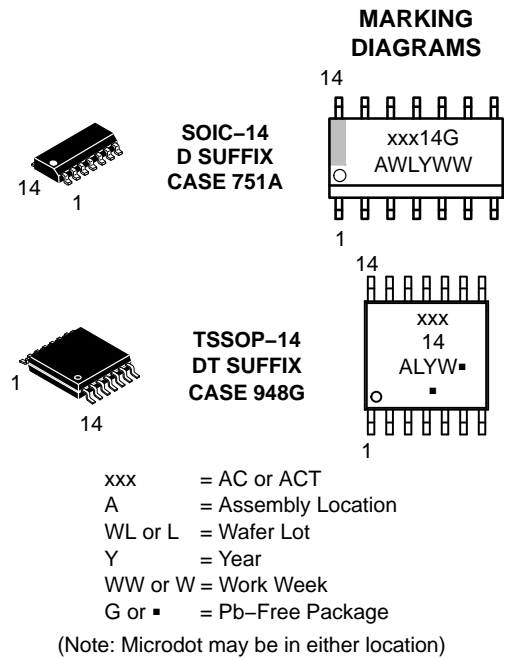 MARKING
DIAGRAMS
14
SOIC−14
D SUFFIX
CASE 751A
14
1
xxx14G
AWLYWW
1
14
TSSOP−14
DT SUFFIX
CASE 948G
1
14
xxx
14
ALYW▪
▪
1
xxx = AC or ACT
A = Assembly Location
WL or L = Wafer Lot
Y = Year
WW or W = Work Week
G or ▪ = Pb−Free Package
(Note: Microdot may be in either location)